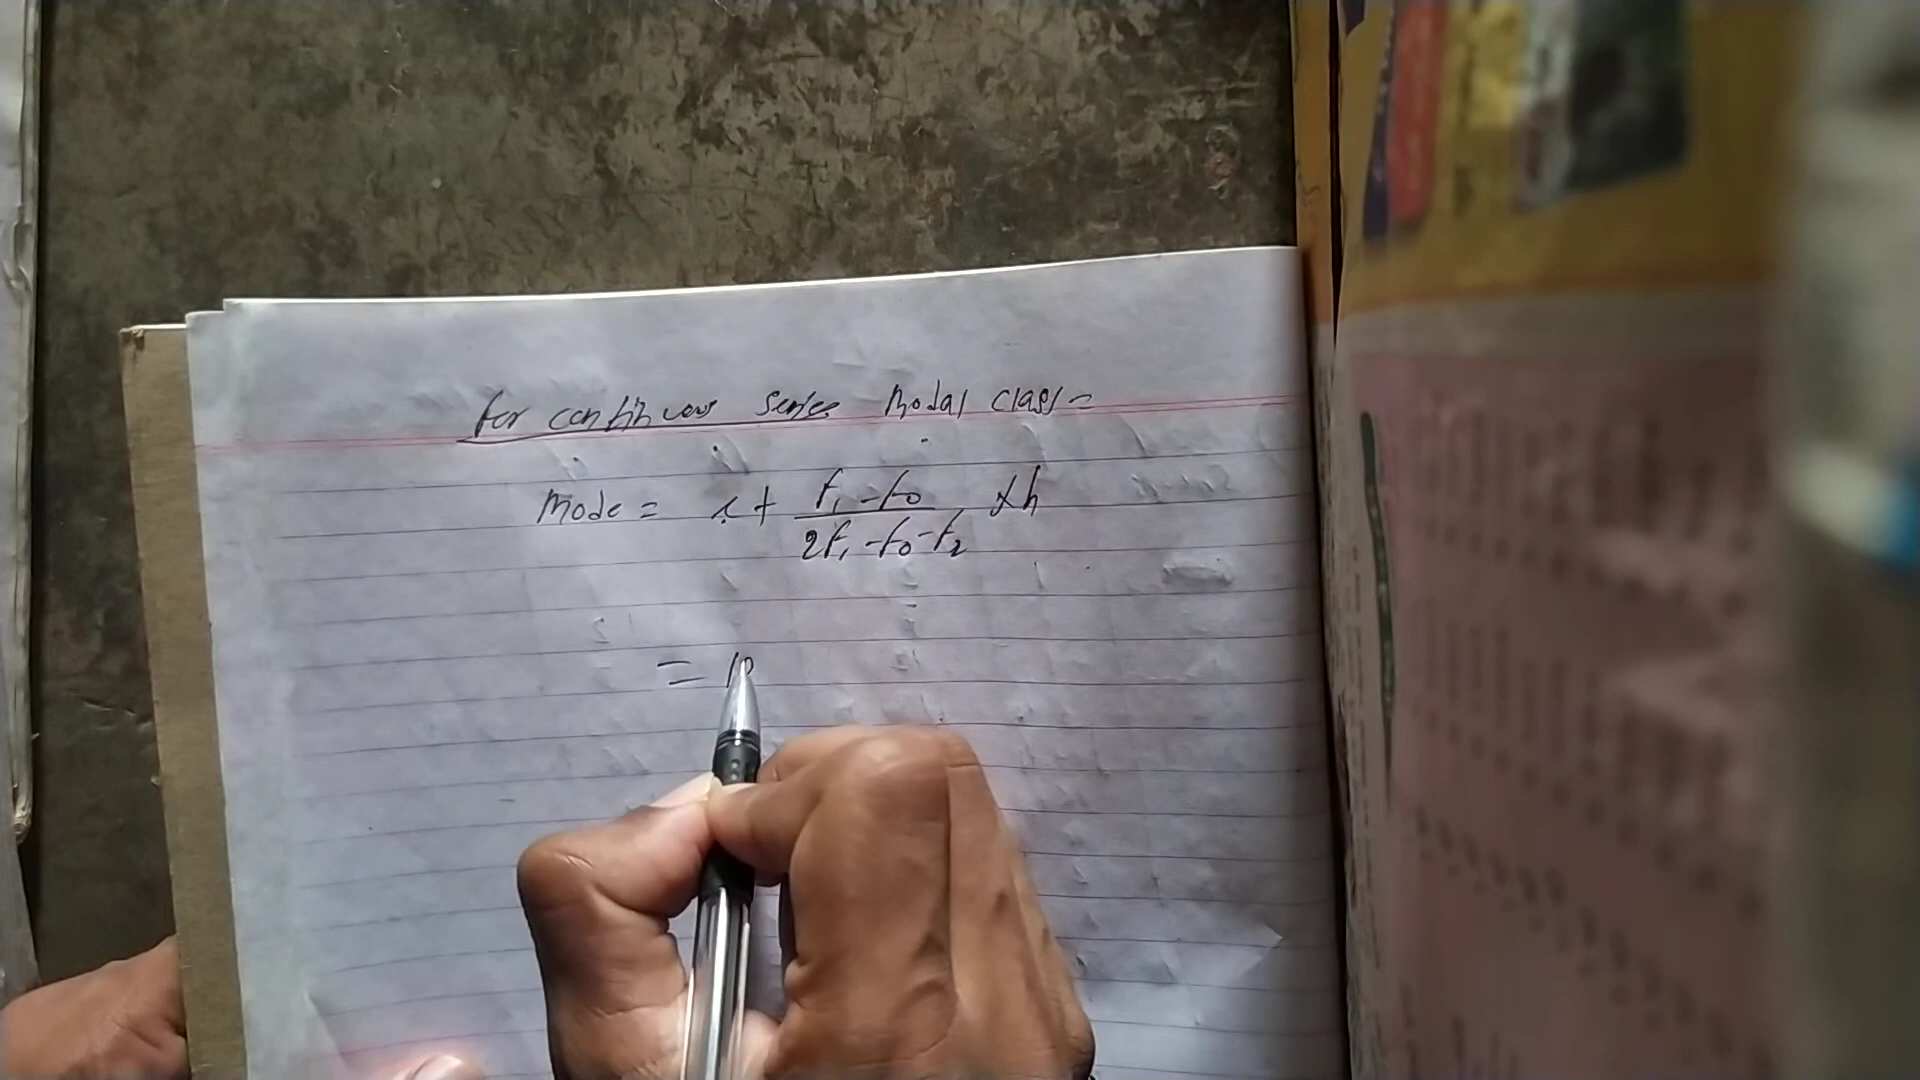 for continuous series Modal class =
Mode = l + f₁ - f₀ / 2f₁ - f₀ - f₂ × h
= 10